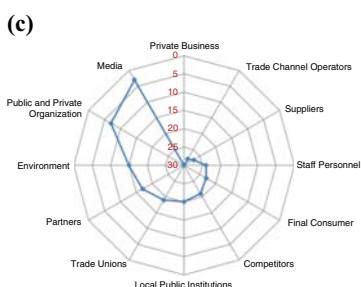 (c)
Private Business
Media
Trade Channel Operators
Public and Private
Organization
Suppliers
Environment
Staff Personnel
Partners
Final Consumer
Trade Unions
Competitors
Local Public Institutions
0
5
10
15
20
25
30